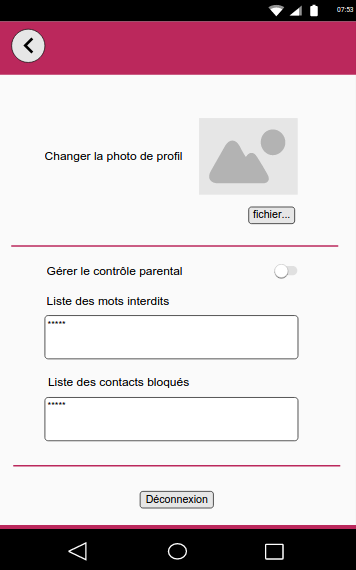 07:53
Changer la photo de profil
fichier...
Gérer le contrôle parental
Liste des mots interdits
*****
Liste des contacts bloqués
*****
Déconnexion